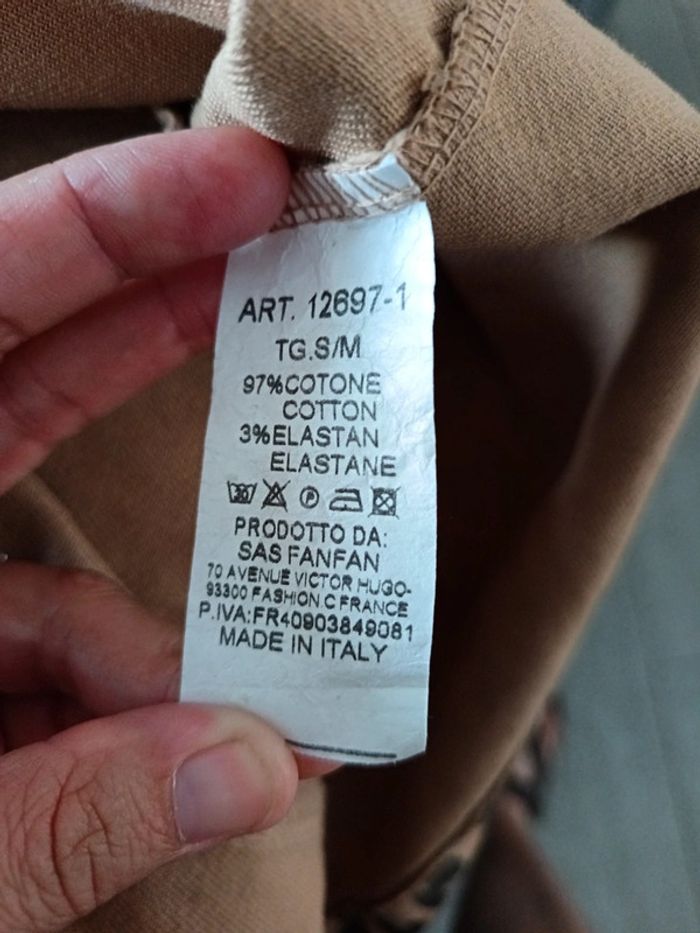 ART. 12697-1
TG.S/M
97%COTONE
COTTON
3%ELASTAN
ELASTANE
30 P
PRODOTTO DA:
SAS FANFAN
70 AVENUE VICTOR HUGO-
93300 FASHION.C FRANCE
P.IVA:FR40903849081
MADE IN ITALY